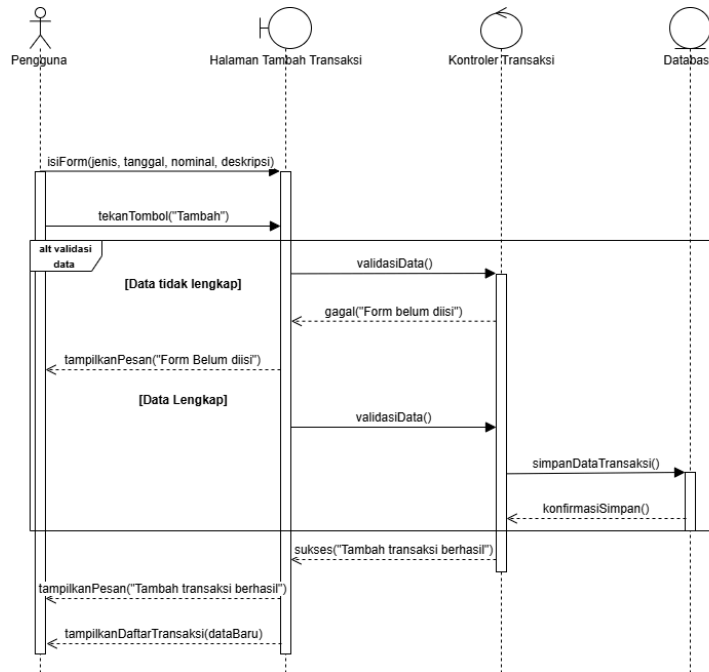 Pengguna
Halaman Tambah Transaksi
Kontroler Transaksi
Databas
isiForm(jenis, tanggal, nominal, deskripsi)
tekanTombol("Tambah")
alt validasi
data
validasiData()
[Data tidak lengkap]
gagal("Form belum diisi")
tampilkanPesan("Form Belum diisi")
[Data Lengkap]
validasiData()
simpanDataTransaksi()
konfirmasiSimpan()
sukses("Tambah transaksi berhasil")
tampilkanPesan("Tambah transaksi berhasil")
tampilkanDaftarTransaksi(dataBaru)